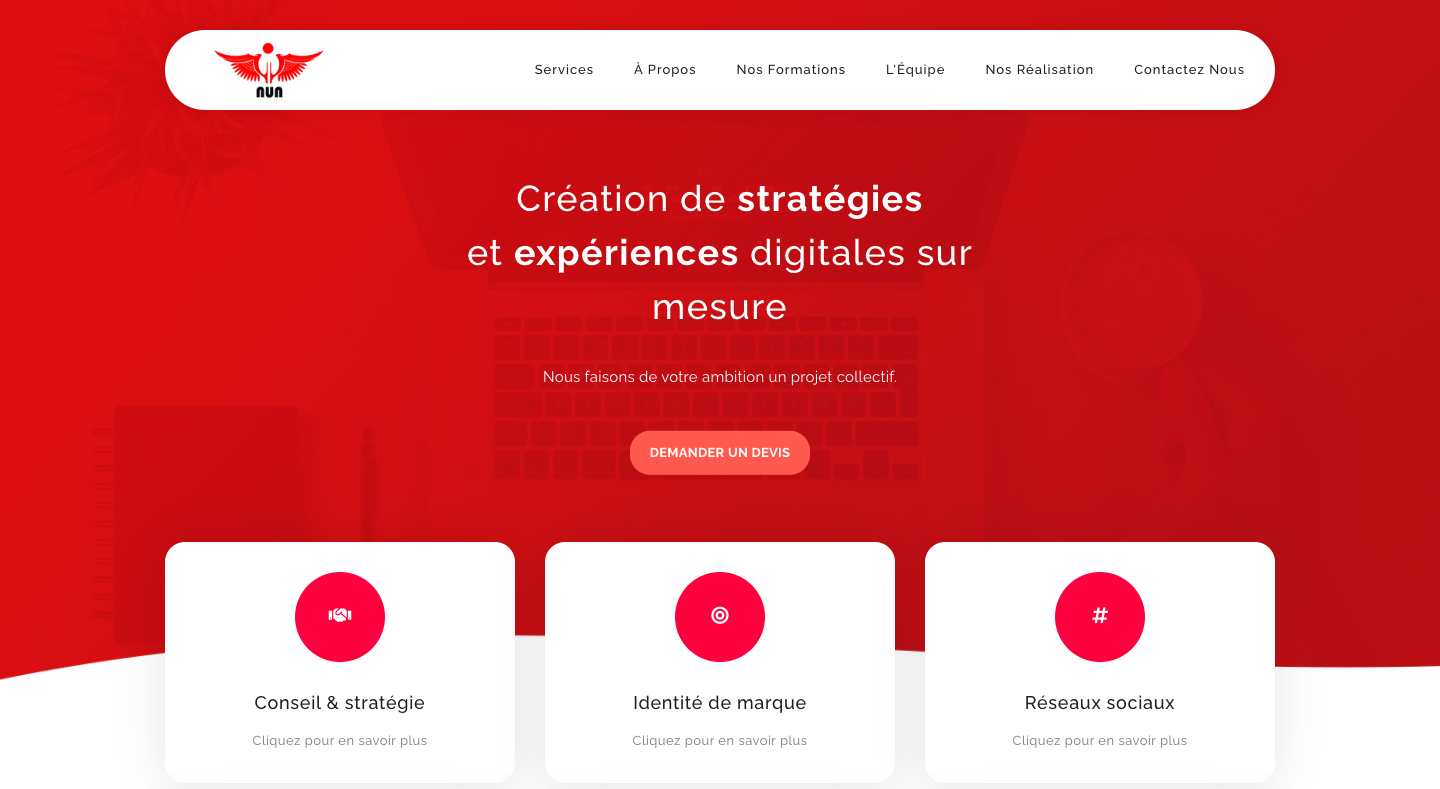 nun
Services
À Propos
Nos Formations
L'Équipe
Nos Réalisation
Contactez Nous
Création de stratégies
et expériences digitales sur
mesure
Nous faisons de votre ambition un projet collectif.
DEMANDER UN DEVIS
Conseil & stratégie
Cliquez pour en savoir plus
Identité de marque
Cliquez pour en savoir plus
Réseaux sociaux
Cliquez pour en savoir plus